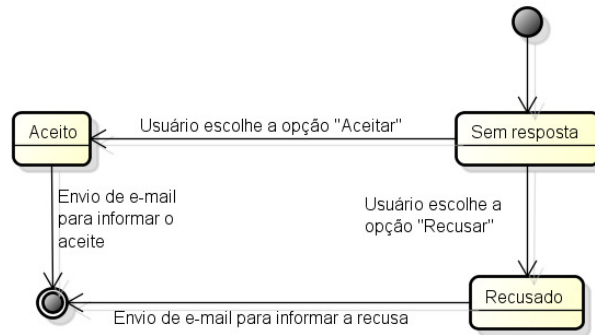 Aceito
Usuário escolhe a opção "Aceitar"
Sem resposta
Envio de e-mail
para informar o
aceite
Usuário escolhe a
opção "Recusar"
Recusado
Envio de e-mail para informar a recusa